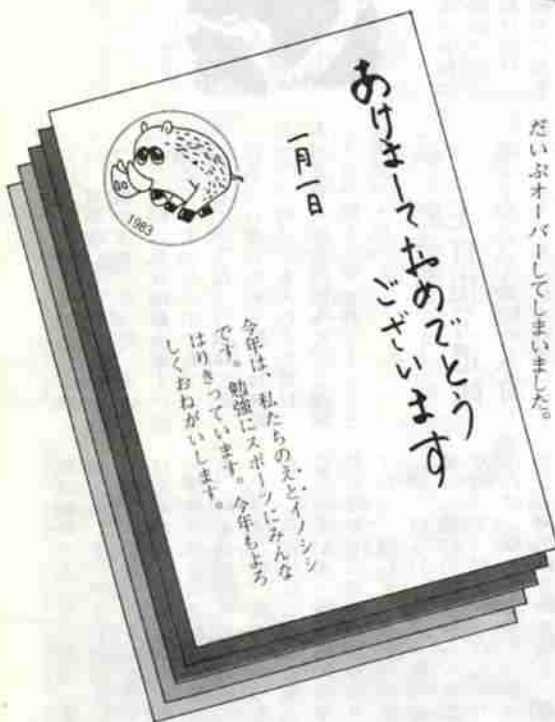 だいぶオーバーしてしまいました。
あけまして おめでとう
ございます
一月一日
1983
今年は、私たちのえとイノシシ
です。勉強にスポーツにみんな
はりきっています。今年もよろ
しくおねがいします。